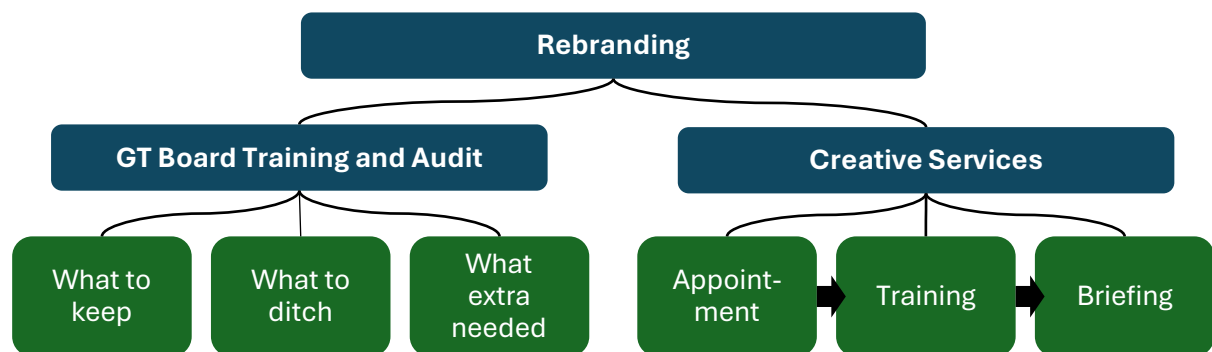 Rebranding
GT Board Training and Audit
Creative Services
What to
keep
What to
ditch
What
extra
needed
Appoint-
ment
Training
Briefing